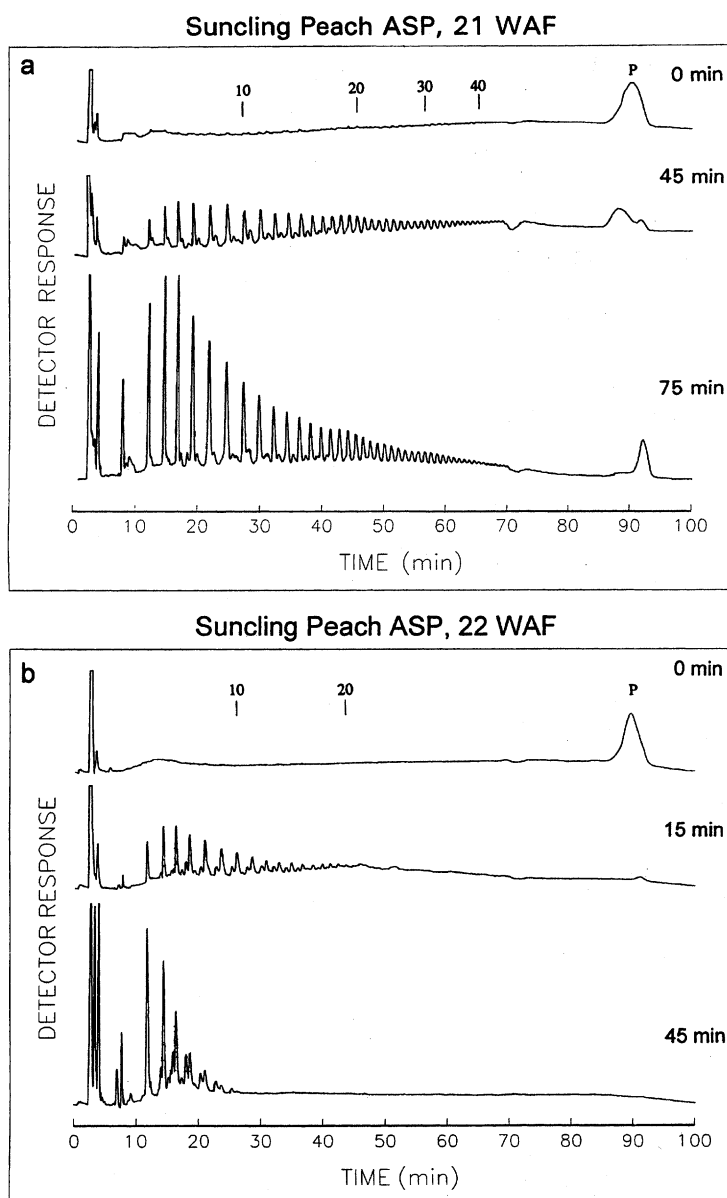 Suncling Peach ASP, 21 WAF
a
0 min
P
10
20
30
40
45 min
75 min
DETECTOR RESPONSE
0 10 20 30 40 50 60 70 80 90 100
TIME (min)
Suncling Peach ASP, 22 WAF
b
0 min
P
10
20
15 min
45 min
DETECTOR RESPONSE
0 10 20 30 40 50 60 70 80 90 100
TIME (min)